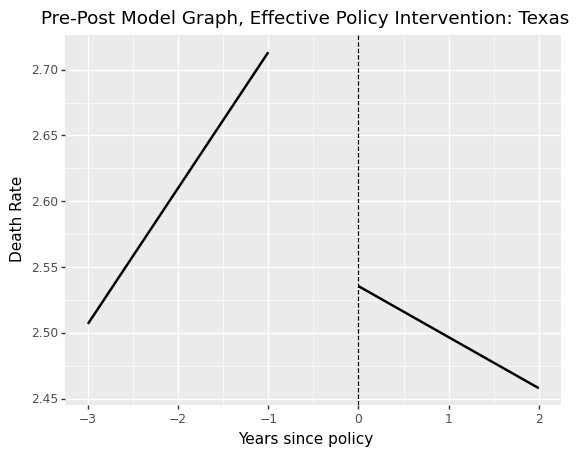 Pre-Post Model Graph, Effective Policy Intervention: Texas
2.70
2.65
2.60
2.55
2.50
2.45
Death Rate
−3 −2 −1 0 1 2
Years since policy